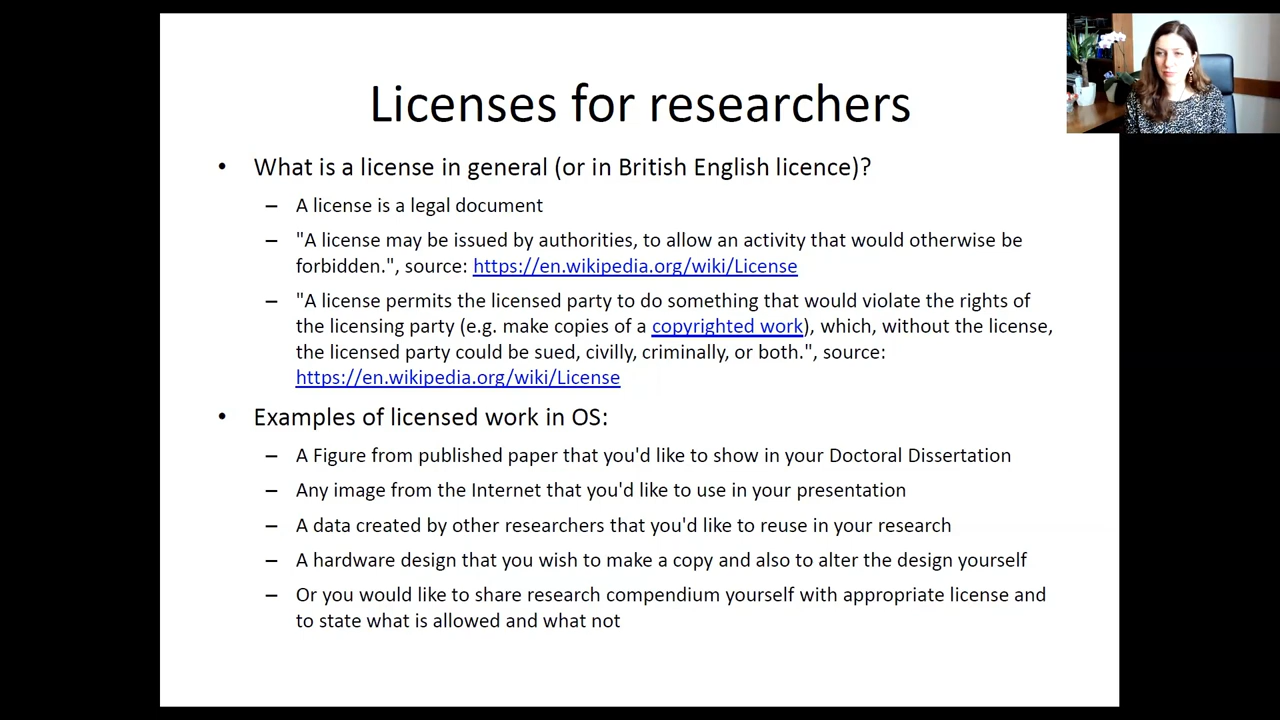 Licenses for researchers
• What is a license in general (or in British English licence)?
– A license is a legal document
– "A license may be issued by authorities, to allow an activity that would otherwise be
forbidden.", source: https://en.wikipedia.org/wiki/License
– "A license permits the licensed party to do something that would violate the rights of
the licensing party (e.g. make copies of a copyrighted work), which, without the license,
the licensed party could be sued, civilly, criminally, or both.", source:
https://en.wikipedia.org/wiki/License
• Examples of licensed work in OS:
– A Figure from published paper that you'd like to show in your Doctoral Dissertation
– Any image from the Internet that you'd like to use in your presentation
– A data created by other researchers that you'd like to reuse in your research
– A hardware design that you wish to make a copy and also to alter the design yourself
– Or you would like to share research compendium yourself with appropriate license and
to state what is allowed and what not